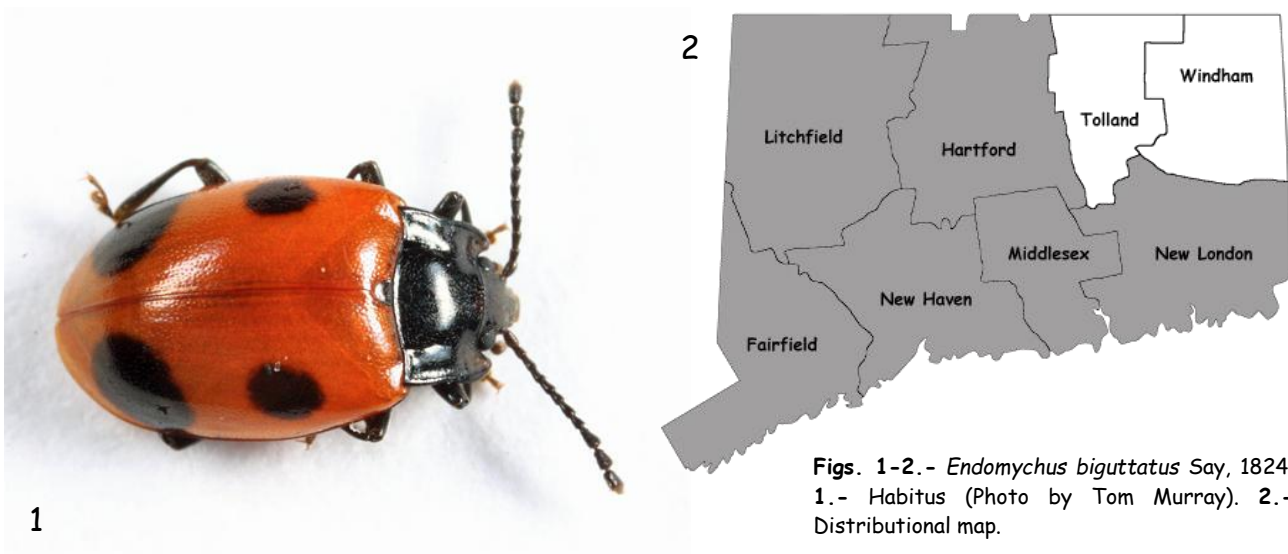 1
2
Litchfield
Hartford
Tolland
Windham
Fairfield
New Haven
Middlesex
New London
Figs. 1-2.- Endomychus biguttatus Say, 1824
1.- Habitus (Photo by Tom Murray). 2.-
Distributional map.